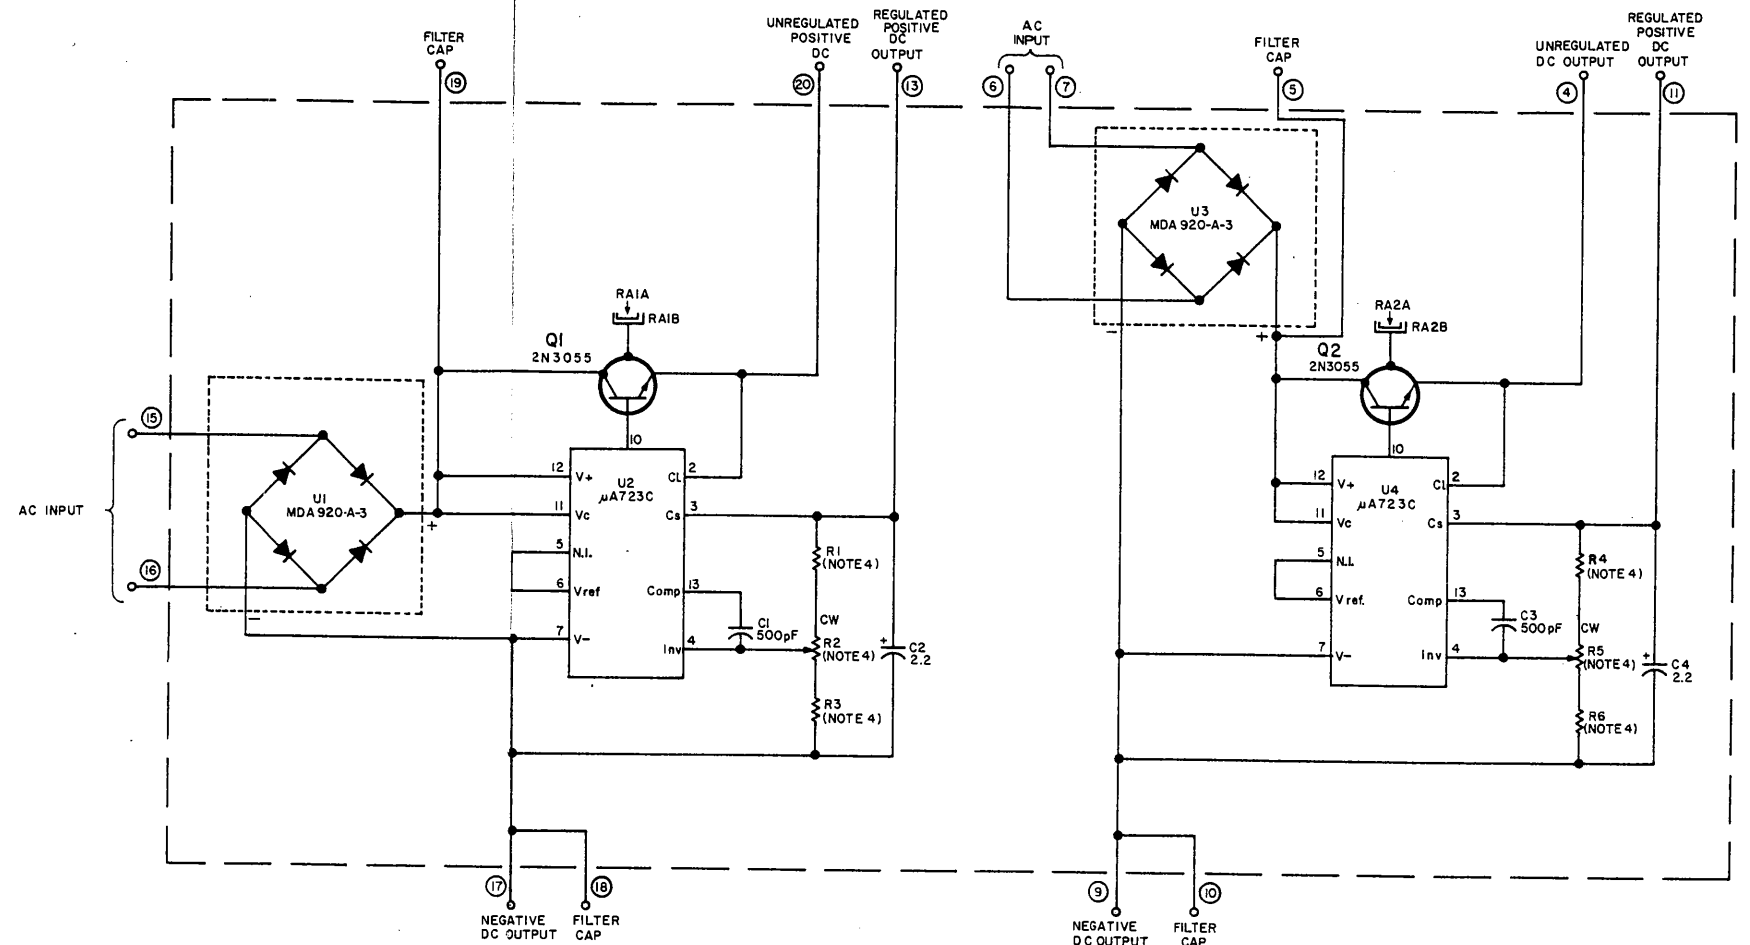 FILTER
CAP
19
UNREGULATED
POSITIVE
DC
20
REGULATED
POSITIVE
DC
OUTPUT
13
AC
INPUT
6
7
FILTER
CAP
5
UNREGULATED
DC OUTPUT
4
REGULATED
POSITIVE
DC
OUTPUT
11
AC INPUT
15
16
U1
MDA920-A-3
+
−
RA1A
RA1B
Q1
2N3055
10
U2
μA723C
12 V+
11 Vc
5 N.I.
6 Vref
7 V−
CL 2
Cs 3
Comp 13
Inv 4
C1
500pF
R1
(NOTE 4)
CW
R2
(NOTE 4)
R3
(NOTE 4)
+
C2
2.2
17
NEGATIVE
DC OUTPUT
18
FILTER
CAP
U3
MDA920-A-3
−
+
RA2A
RA2B
Q2
2N3055
10
U4
μA723C
12 V+
11 Vc
5 N.I.
6 Vref.
7 V−
CL 2
Cs 3
Comp 13
Inv 4
C3
500pF
R4
(NOTE 4)
CW
R5
(NOTE 4)
R6
(NOTE 4)
+
C4
2.2
9
NEGATIVE
DC OUTPUT
10
FILTER
CAP